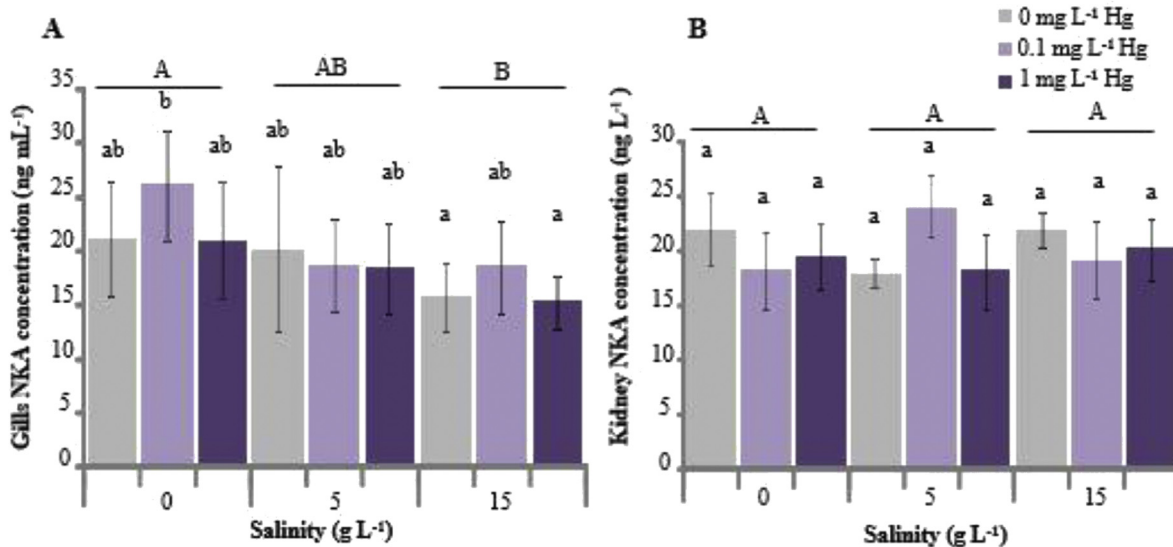 A
B
0 mg L-1 Hg
0.1 mg L-1 Hg
1 mg L-1 Hg
A AB B
b
ab ab ab ab ab ab
a a
35
30
25
20
15
10
5
0
Gills NKA concentration (ng mL-1)
0 5 15
Salinity (g L-1)
A A A
a a a a a a a a a
30
25
20
15
10
5
0
Kidney NKA concentration (ng L-1)
0 5 15
Salinity (g L-1)